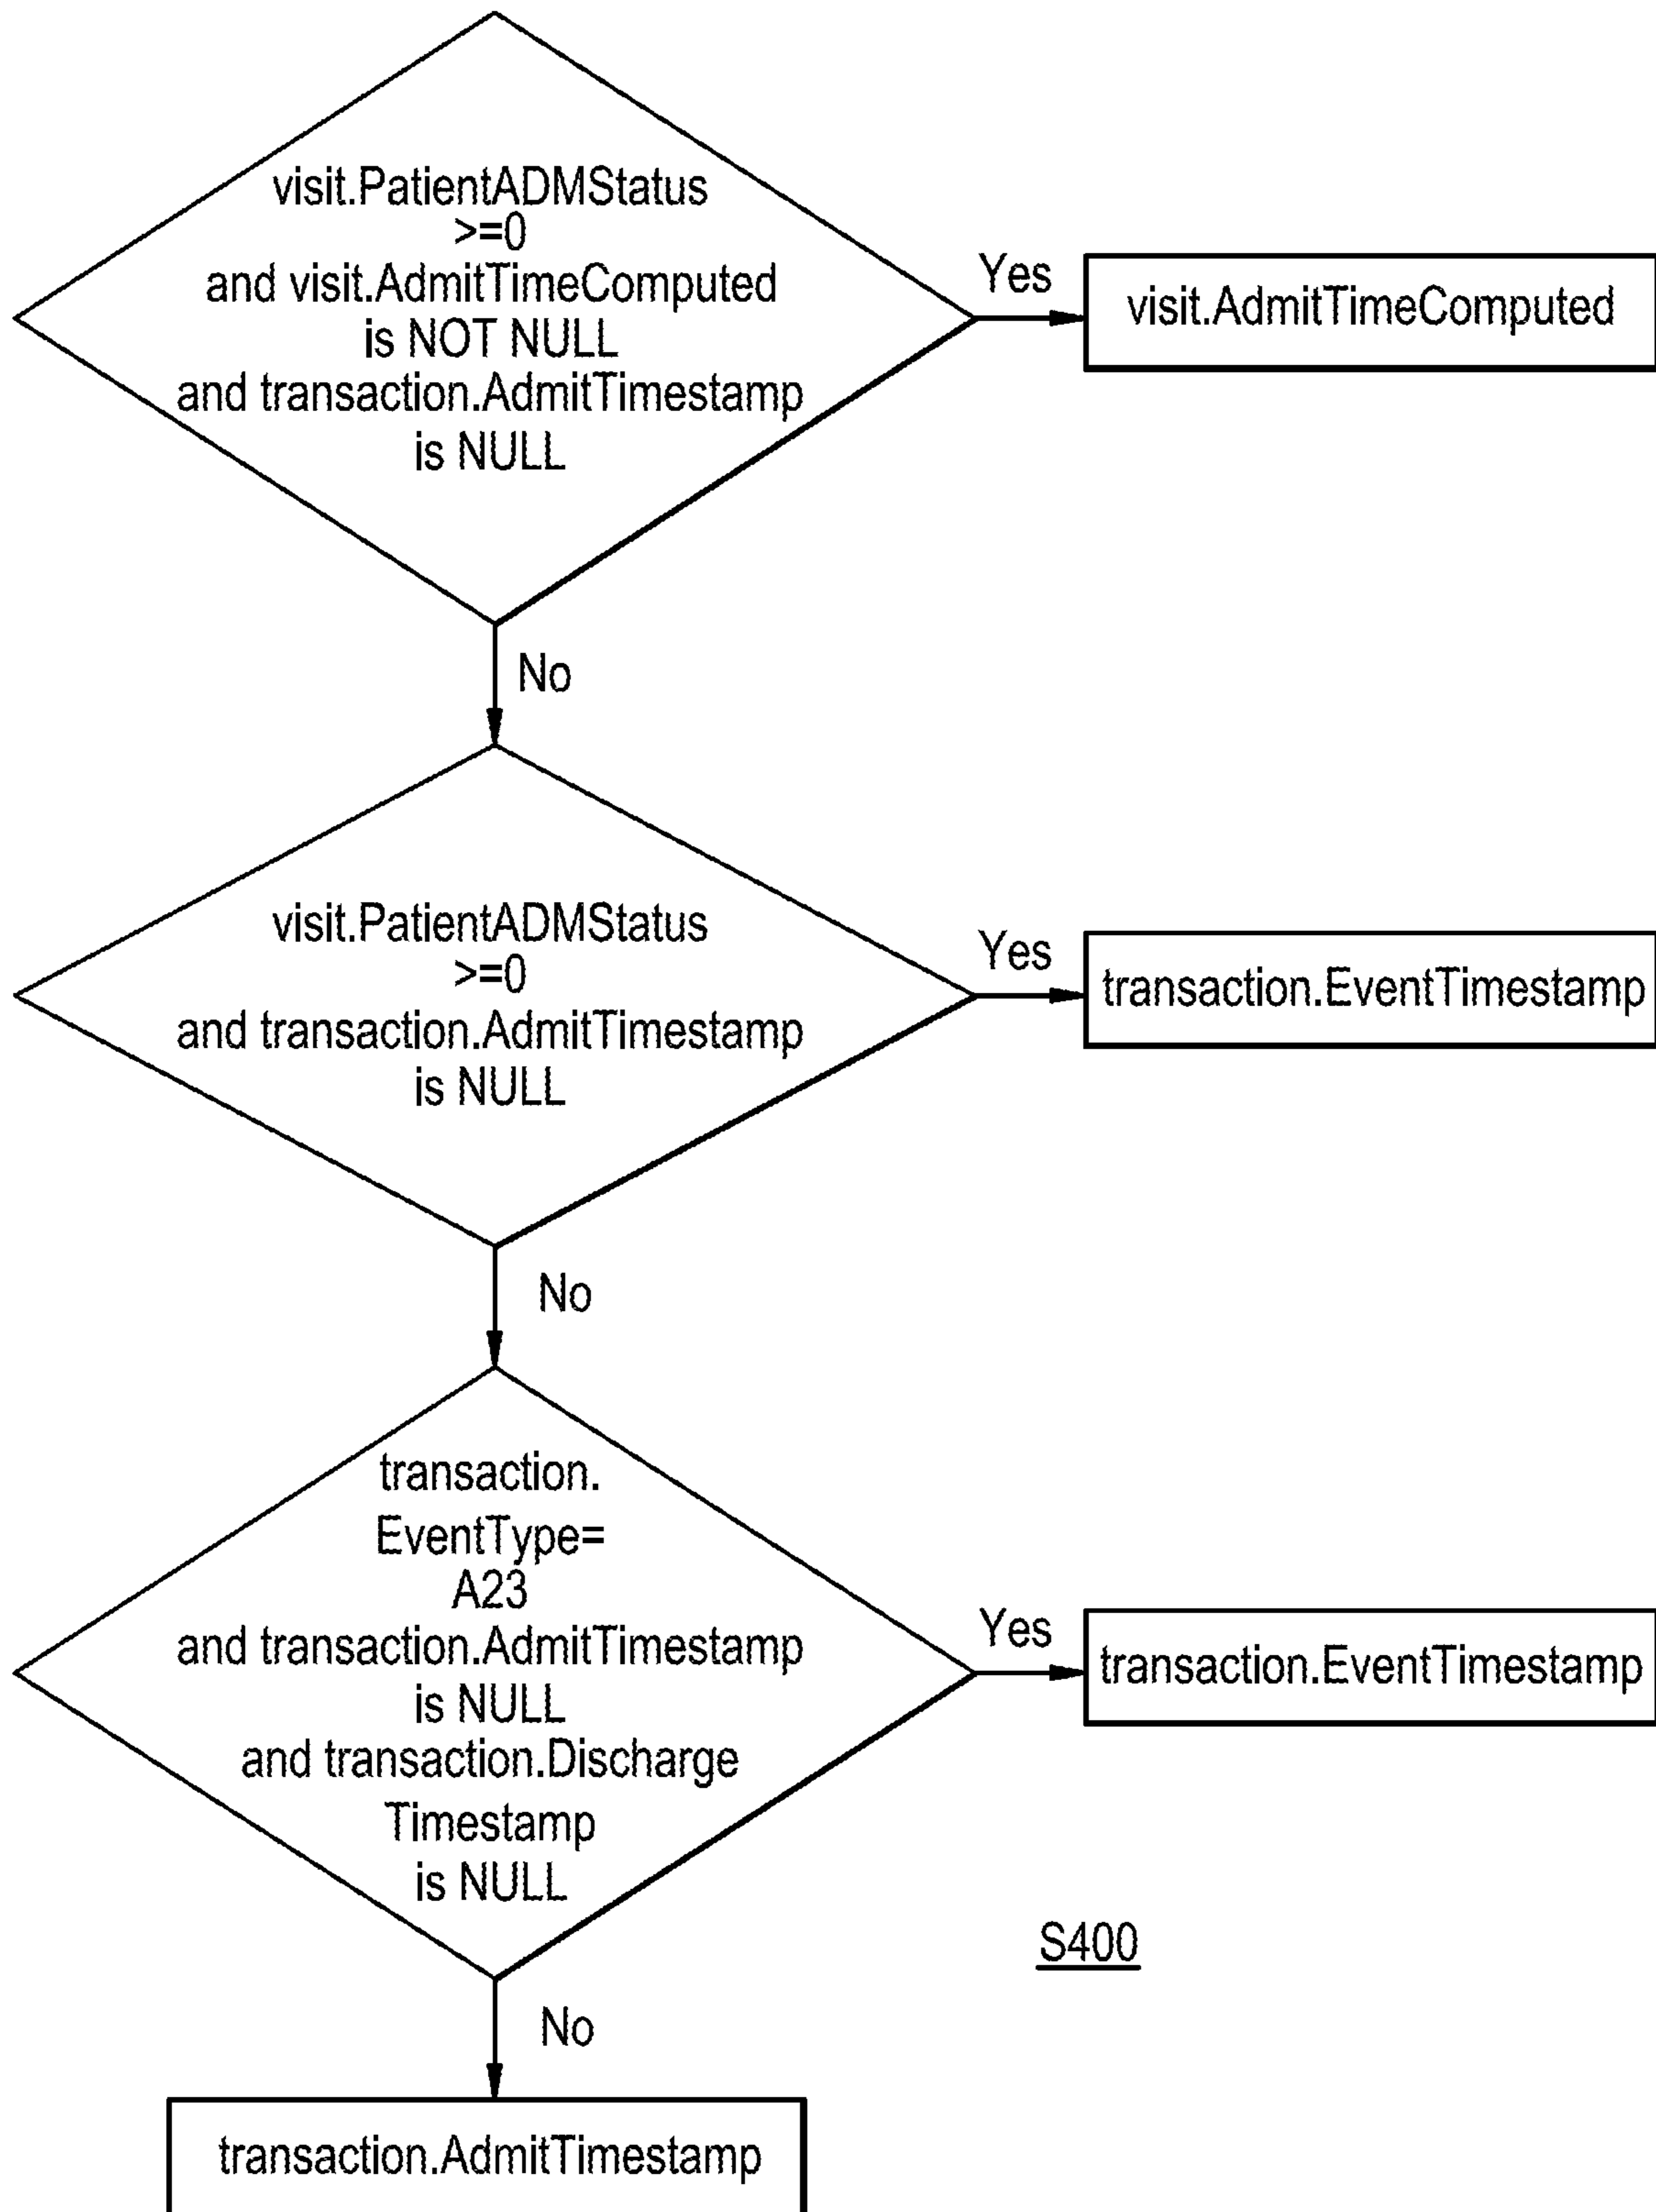 visit.PatientADMStatus
>=0
and visit.AdmitTimeComputed
is NOT NULL
and transaction.AdmitTimestamp
is NULL
Yes
visit.AdmitTimeComputed
No
visit.PatientADMStatus
>=0
and transaction.AdmitTimestamp
is NULL
Yes
transaction.EventTimestamp
No
transaction.
EventType=
A23
and transaction.AdmitTimestamp
is NULL
and transaction.Discharge
Timestamp
is NULL
Yes
transaction.EventTimestamp
S400
No
transaction.AdmitTimestamp